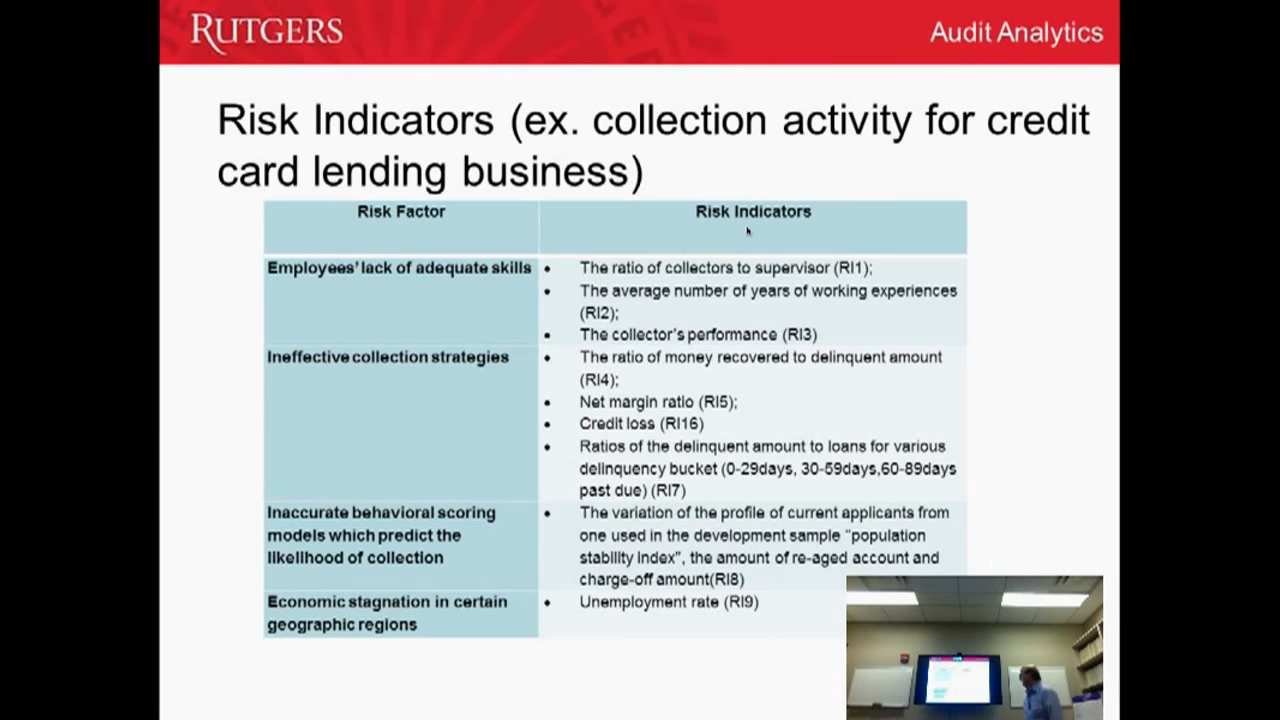 RUTGERS
Audit Analytics
Risk Indicators (ex. collection activity for credit
card lending business)
Risk Factor
Risk Indicators
Employees' lack of adequate skills
• The ratio of collectors to supervisor (RI1);
• The average number of years of working experiences
(RI2);
• The collector's performance (RI3)
Ineffective collection strategies
• The ratio of money recovered to delinquent amount
(RI4);
• Net margin ratio (RI5);
• Credit loss (RI16)
• Ratios of the delinquent amount to loans for various
delinquency bucket (0-29days, 30-59days,60-89days
past due) (RI7)
Inaccurate behavioral scoring
models which predict the
likelihood of collection
• The variation of the profile of current applicants from
one used in the development sample "population
stability index", the amount of re-aged account and
charge-off amount(RI8)
Economic stagnation in certain
geographic regions
• Unemployment rate (RI9)